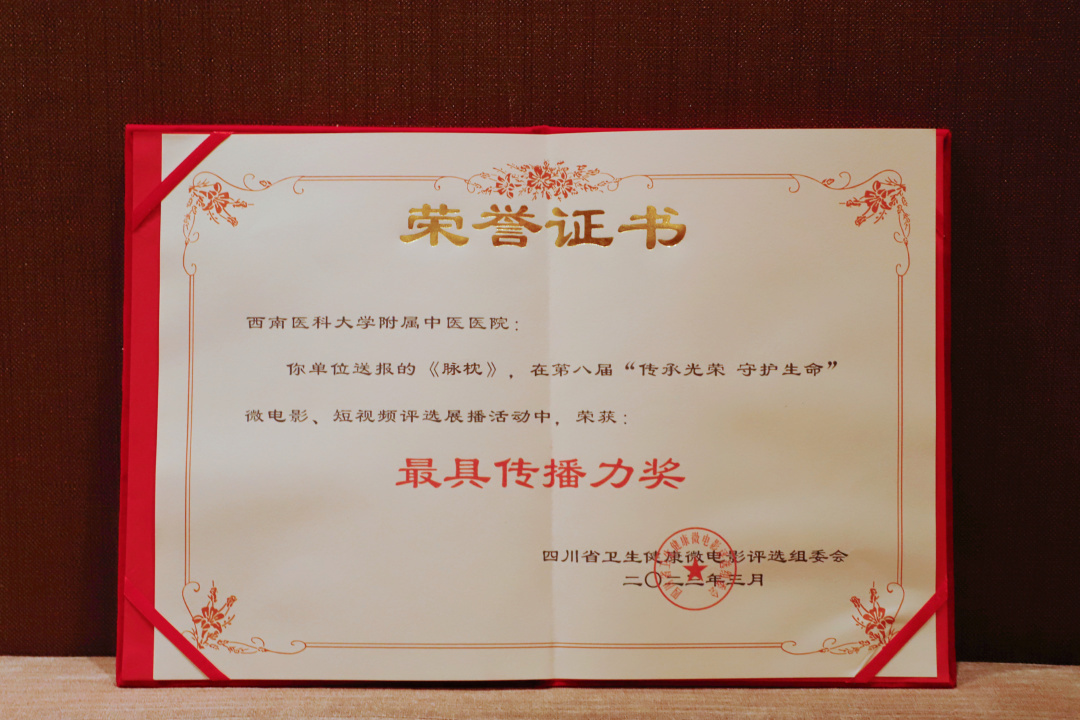 荣誉证书
西南医科大学附属中医医院：
你单位送报的《脉枕》，在第八届“传承光荣 守护生命”
微电影、短视频评选展播活动中，荣获：
最具传播力奖
四川省卫生健康微电影评选组委会
二〇二二年三月